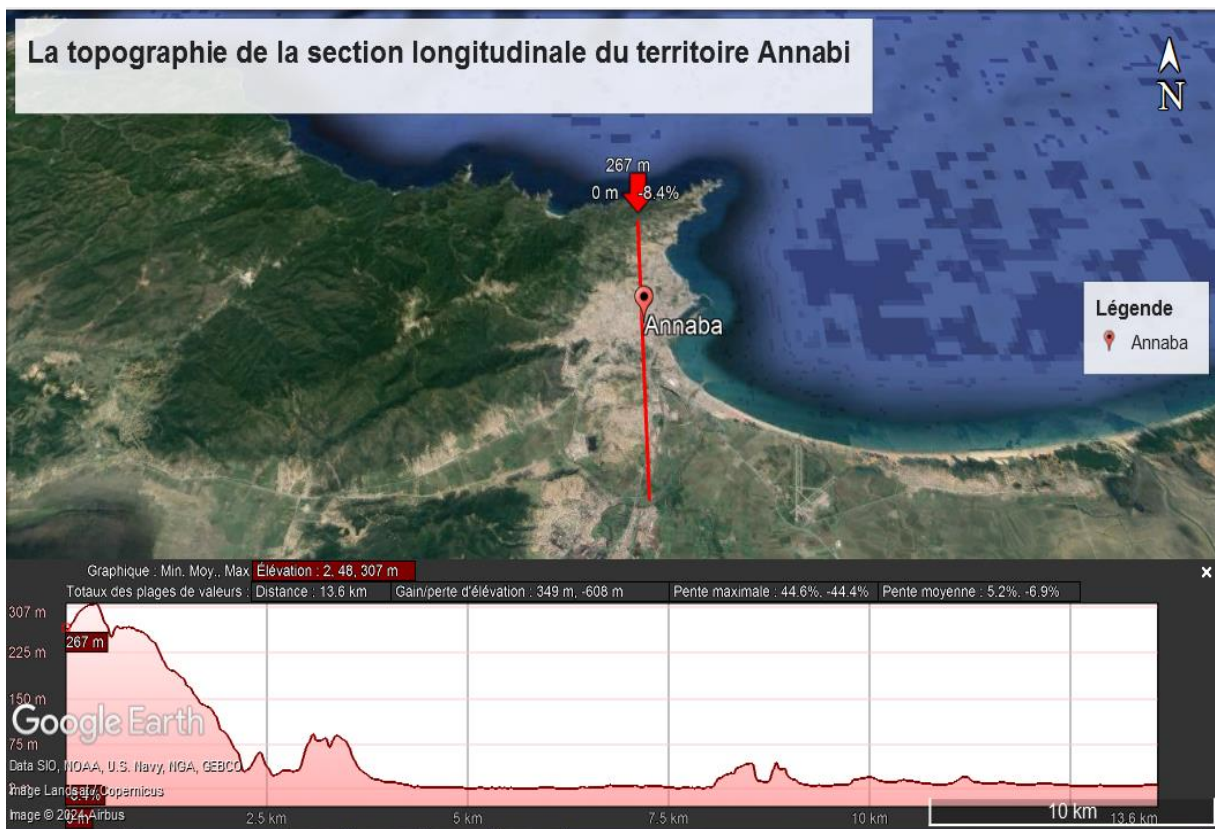 La topographie de la section longitudinale du territoire Annabi
N
267 m
0 m -8.4%
Annaba
Légende
Annaba
Graphique : Min. Moy., Max Élévation : 2, 48, 307 m
Totaux des plages de valeurs : Distance : 13.6 km Gain/perte d'élévation : 349 m, -608 m Pente maximale : 44.6%, -44.4% Pente moyenne : 5.2%, -6.9%
307 m
267 m
225 m
150 m
Google Earth
75 m
Data SIO, NOAA, U.S. Navy, NGA, GEBCO
Image Landsat / Copernicus
Image © 2024 Airbus
2.5 km 5 km 7.5 km 10 km 13.6 km
10 km